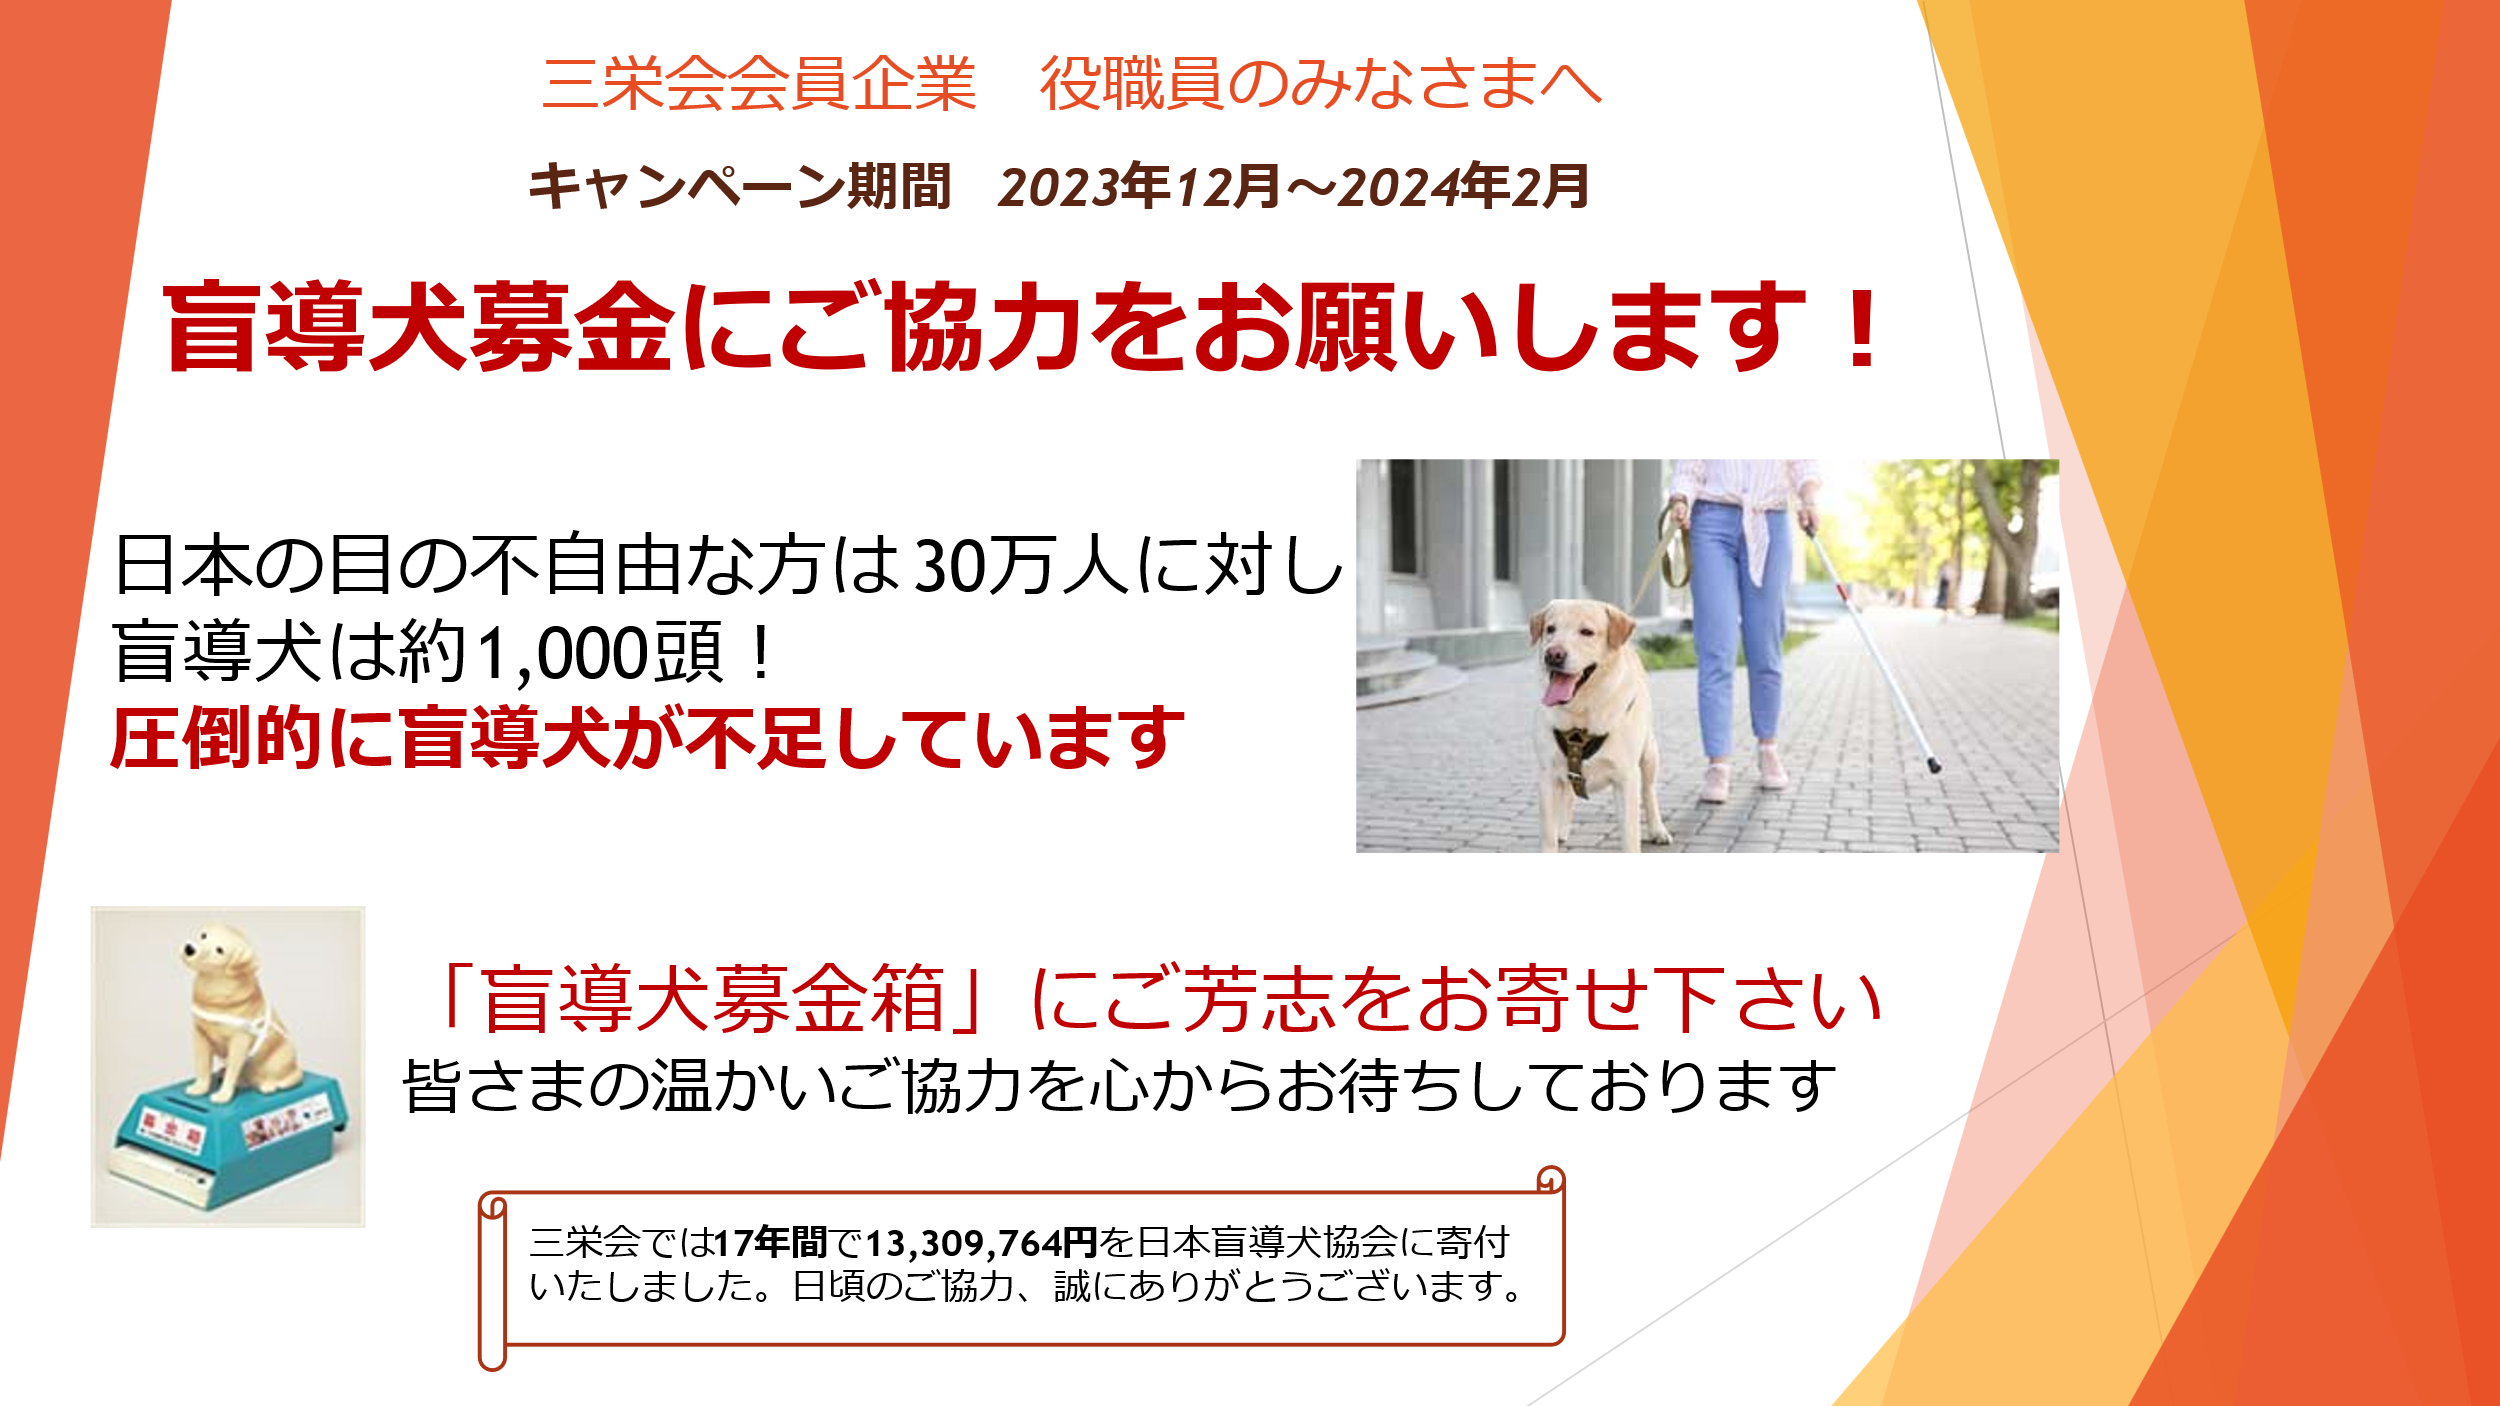 三栄会会員企業　役職員のみなさまへ
キャンペーン期間　2023年12月～2024年2月
盲導犬募金にご協力をお願いします！
日本の目の不自由な方は30万人に対し
盲導犬は約1,000頭！
圧倒的に盲導犬が不足しています
「盲導犬募金箱」にご芳志をお寄せ下さい
皆さまの温かいご協力を心からお待ちしております
募金箱
三栄会では17年間で13,309,764円を日本盲導犬協会に寄付
いたしました。日頃のご協力、誠にありがとうございます。